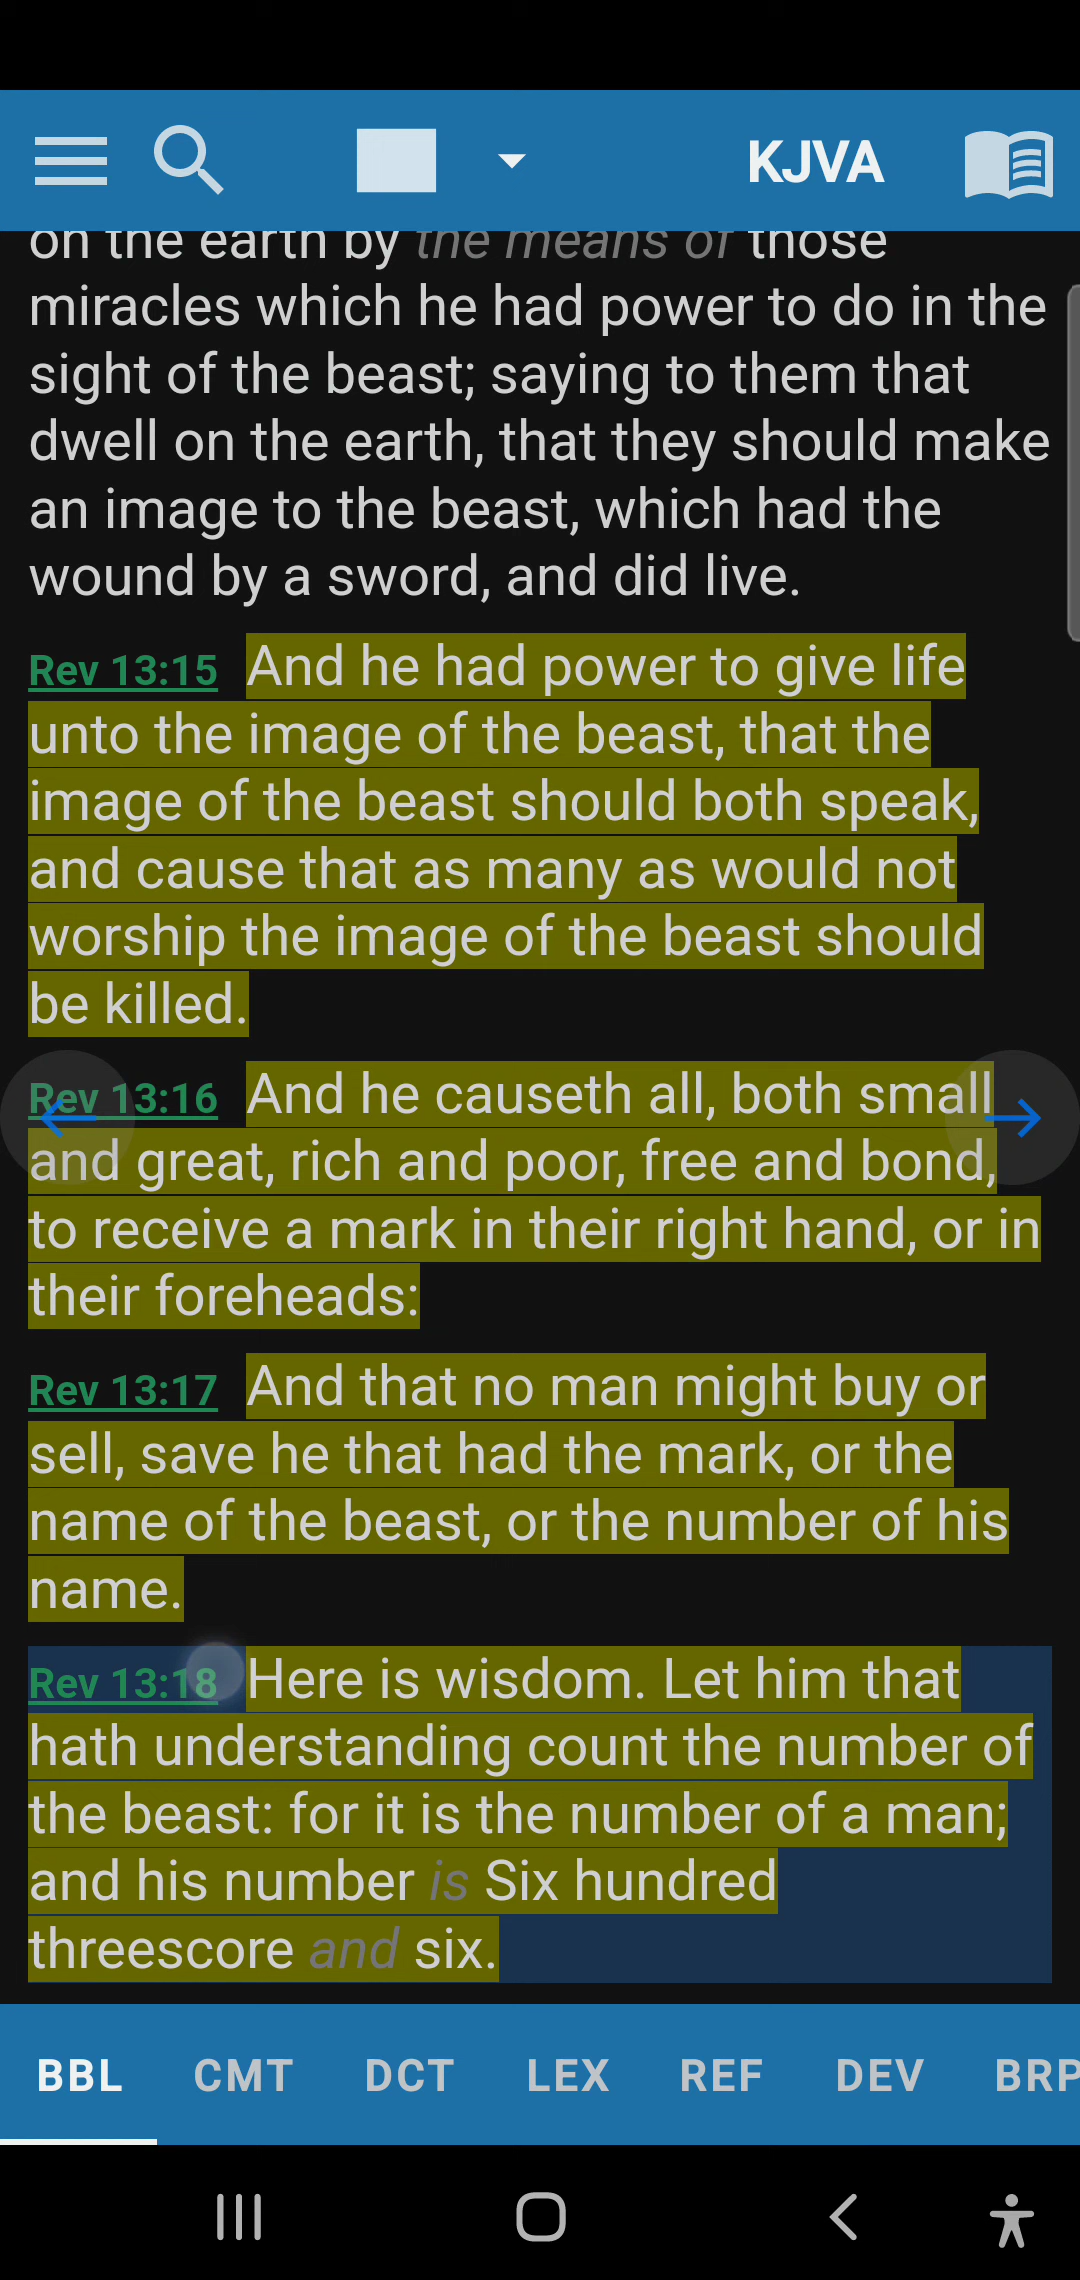 KJVA
on the earth by the means of those
miracles which he had power to do in the
sight of the beast; saying to them that
dwell on the earth, that they should make
an image to the beast, which had the
wound by a sword, and did live.
Rev 13:15 And he had power to give life
unto the image of the beast, that the
image of the beast should both speak,
and cause that as many as would not
worship the image of the beast should
be killed.
Rev 13:16 And he causeth all, both small
and great, rich and poor, free and bond,
to receive a mark in their right hand, or in
their foreheads:
Rev 13:17 And that no man might buy or
sell, save he that had the mark, or the
name of the beast, or the number of his
name.
Rev 13:18 Here is wisdom. Let him that
hath understanding count the number of
the beast: for it is the number of a man;
and his number is Six hundred
threescore and six.
BBL CMT DCT LEX REF DEV BRP